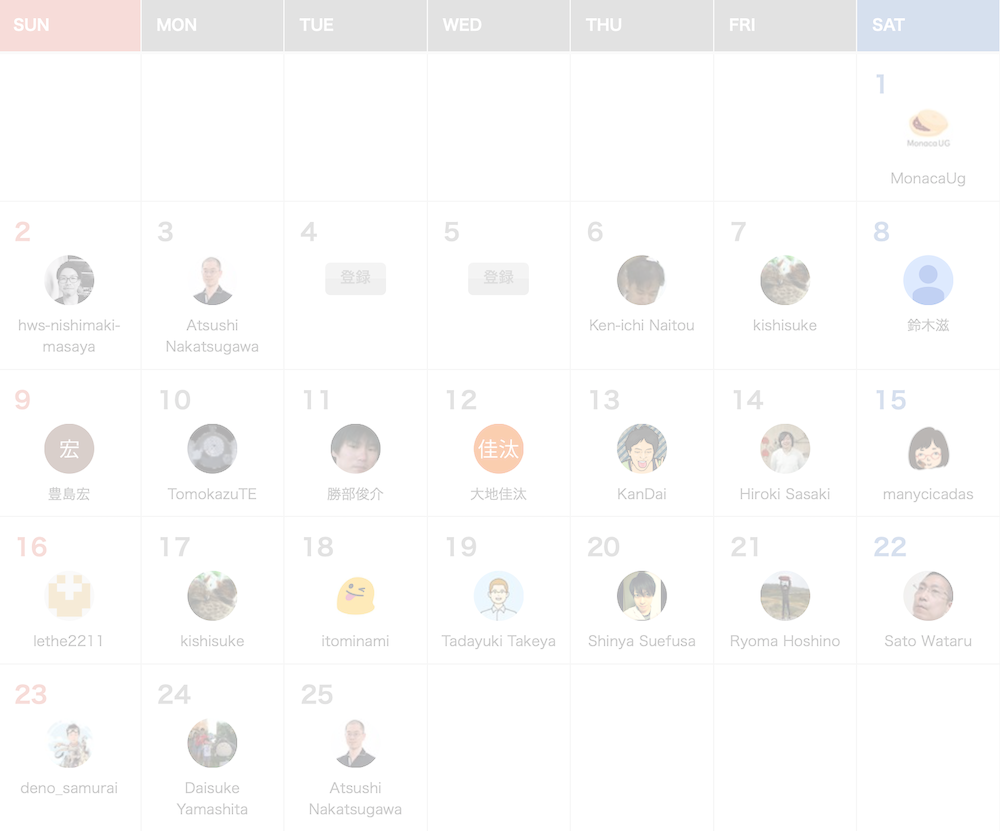 SUN MON TUE WED THU FRI SAT
1
MonacaUG
MonacaUg
2 3 4 5 6 7 8
登録 登録
hws-nishimaki- Atsushi Ken-ichi Naitou kishisuke 鈴木滋
masaya Nakatsugawa
9 10 11 12 13 14 15
宏 佳汰
豊島宏 TomokazuTE 勝部俊介 大地佳汰 KanDai Hiroki Sasaki manycicadas
16 17 18 19 20 21 22
lethe2211 kishisuke itominami Tadayuki Takeya Shinya Suefusa Ryoma Hoshino Sato Wataru
23 24 25
deno_samurai Daisuke Atsushi
Yamashita Nakatsugawa